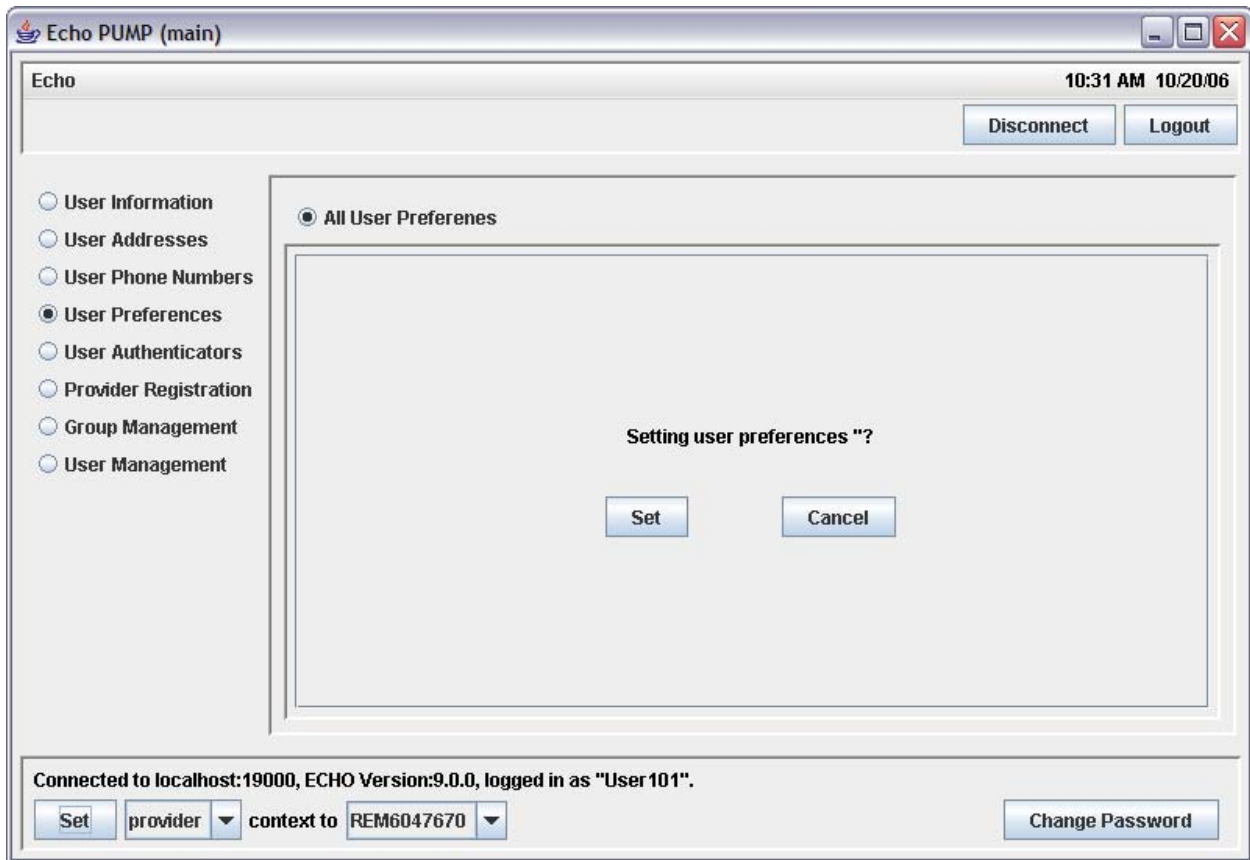 Echo PUMP (main)
Echo 10:31 AM 10/20/06
Disconnect Logout
User Information
User Addresses
User Phone Numbers
User Preferences
User Authenticators
Provider Registration
Group Management
User Management
All User Preferenes
Setting user preferences "?
Set Cancel
Connected to localhost:19000, ECHO Version:9.0.0, logged in as "User101".
Set provider context to REM6047670 Change Password